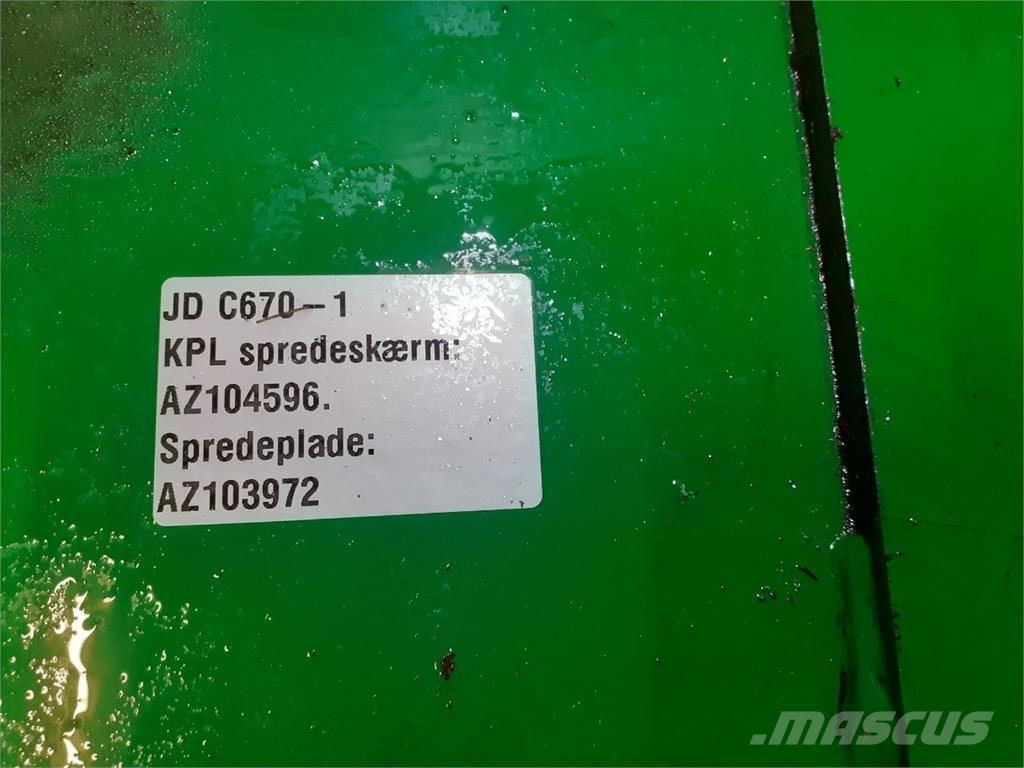 JD C670-1
KPL spredeskærm:
AZ104596.
Spredeplade:
AZ103972
MASCUS